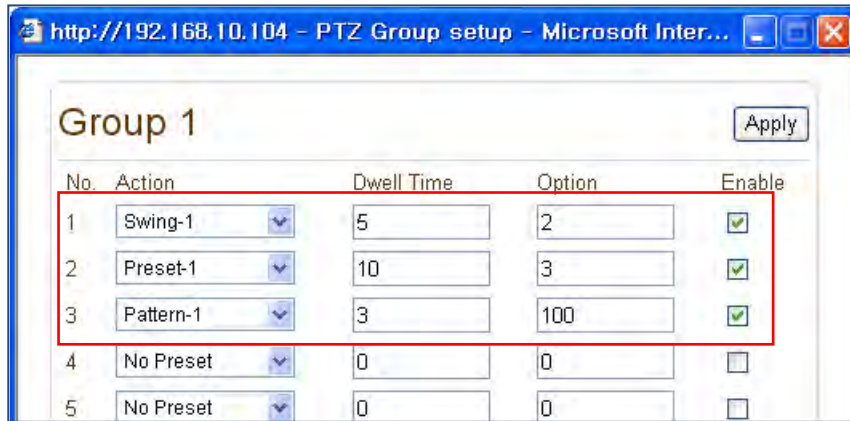 http://192.168.10.104 - PTZ Group setup - Microsoft Inter...
Group 1 Apply
No. Action Dwell Time Option Enable
1 Swing-1 5 2
2 Preset-1 10 3
3 Pattern-1 3 100
4 No Preset 0 0
5 No Preset 0 0